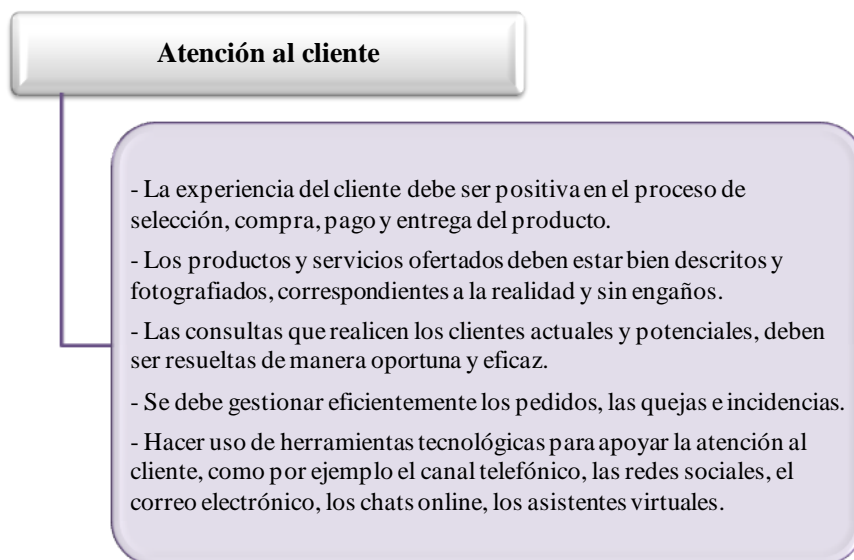 Atención al cliente
- La experiencia del cliente debe ser positiva en el proceso de
selección, compra, pago y entrega del producto.
- Los productos y servicios ofertados deben estar bien descritos y
fotografiados, correspondientes a la realidad y sin engaños.
- Las consultas que realicen los clientes actuales y potenciales, deben
ser resueltas de manera oportuna y eficaz.
- Se debe gestionar eficientemente los pedidos, las quejas e incidencias.
- Hacer uso de herramientas tecnológicas para apoyar la atención al
cliente, como por ejemplo el canal telefónico, las redes sociales, el
correo electrónico, los chats online, los asistentes virtuales.